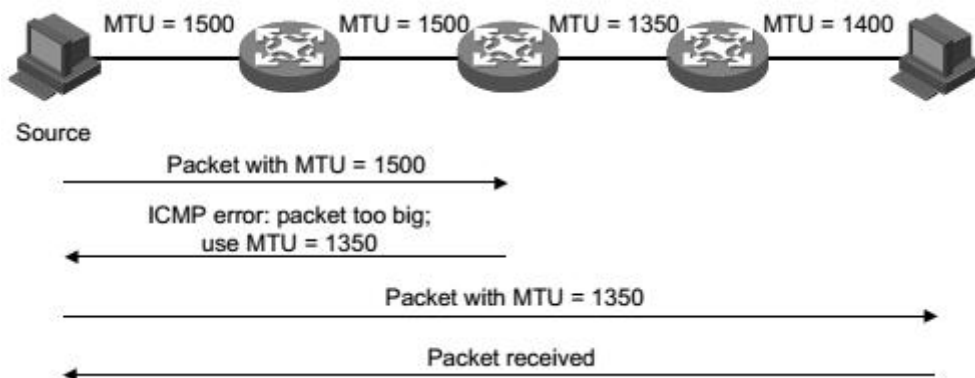 MTU = 1500
MTU = 1500
MTU = 1350
MTU = 1400
Source
Packet with MTU = 1500
ICMP error: packet too big;
use MTU = 1350
Packet with MTU = 1350
Packet received